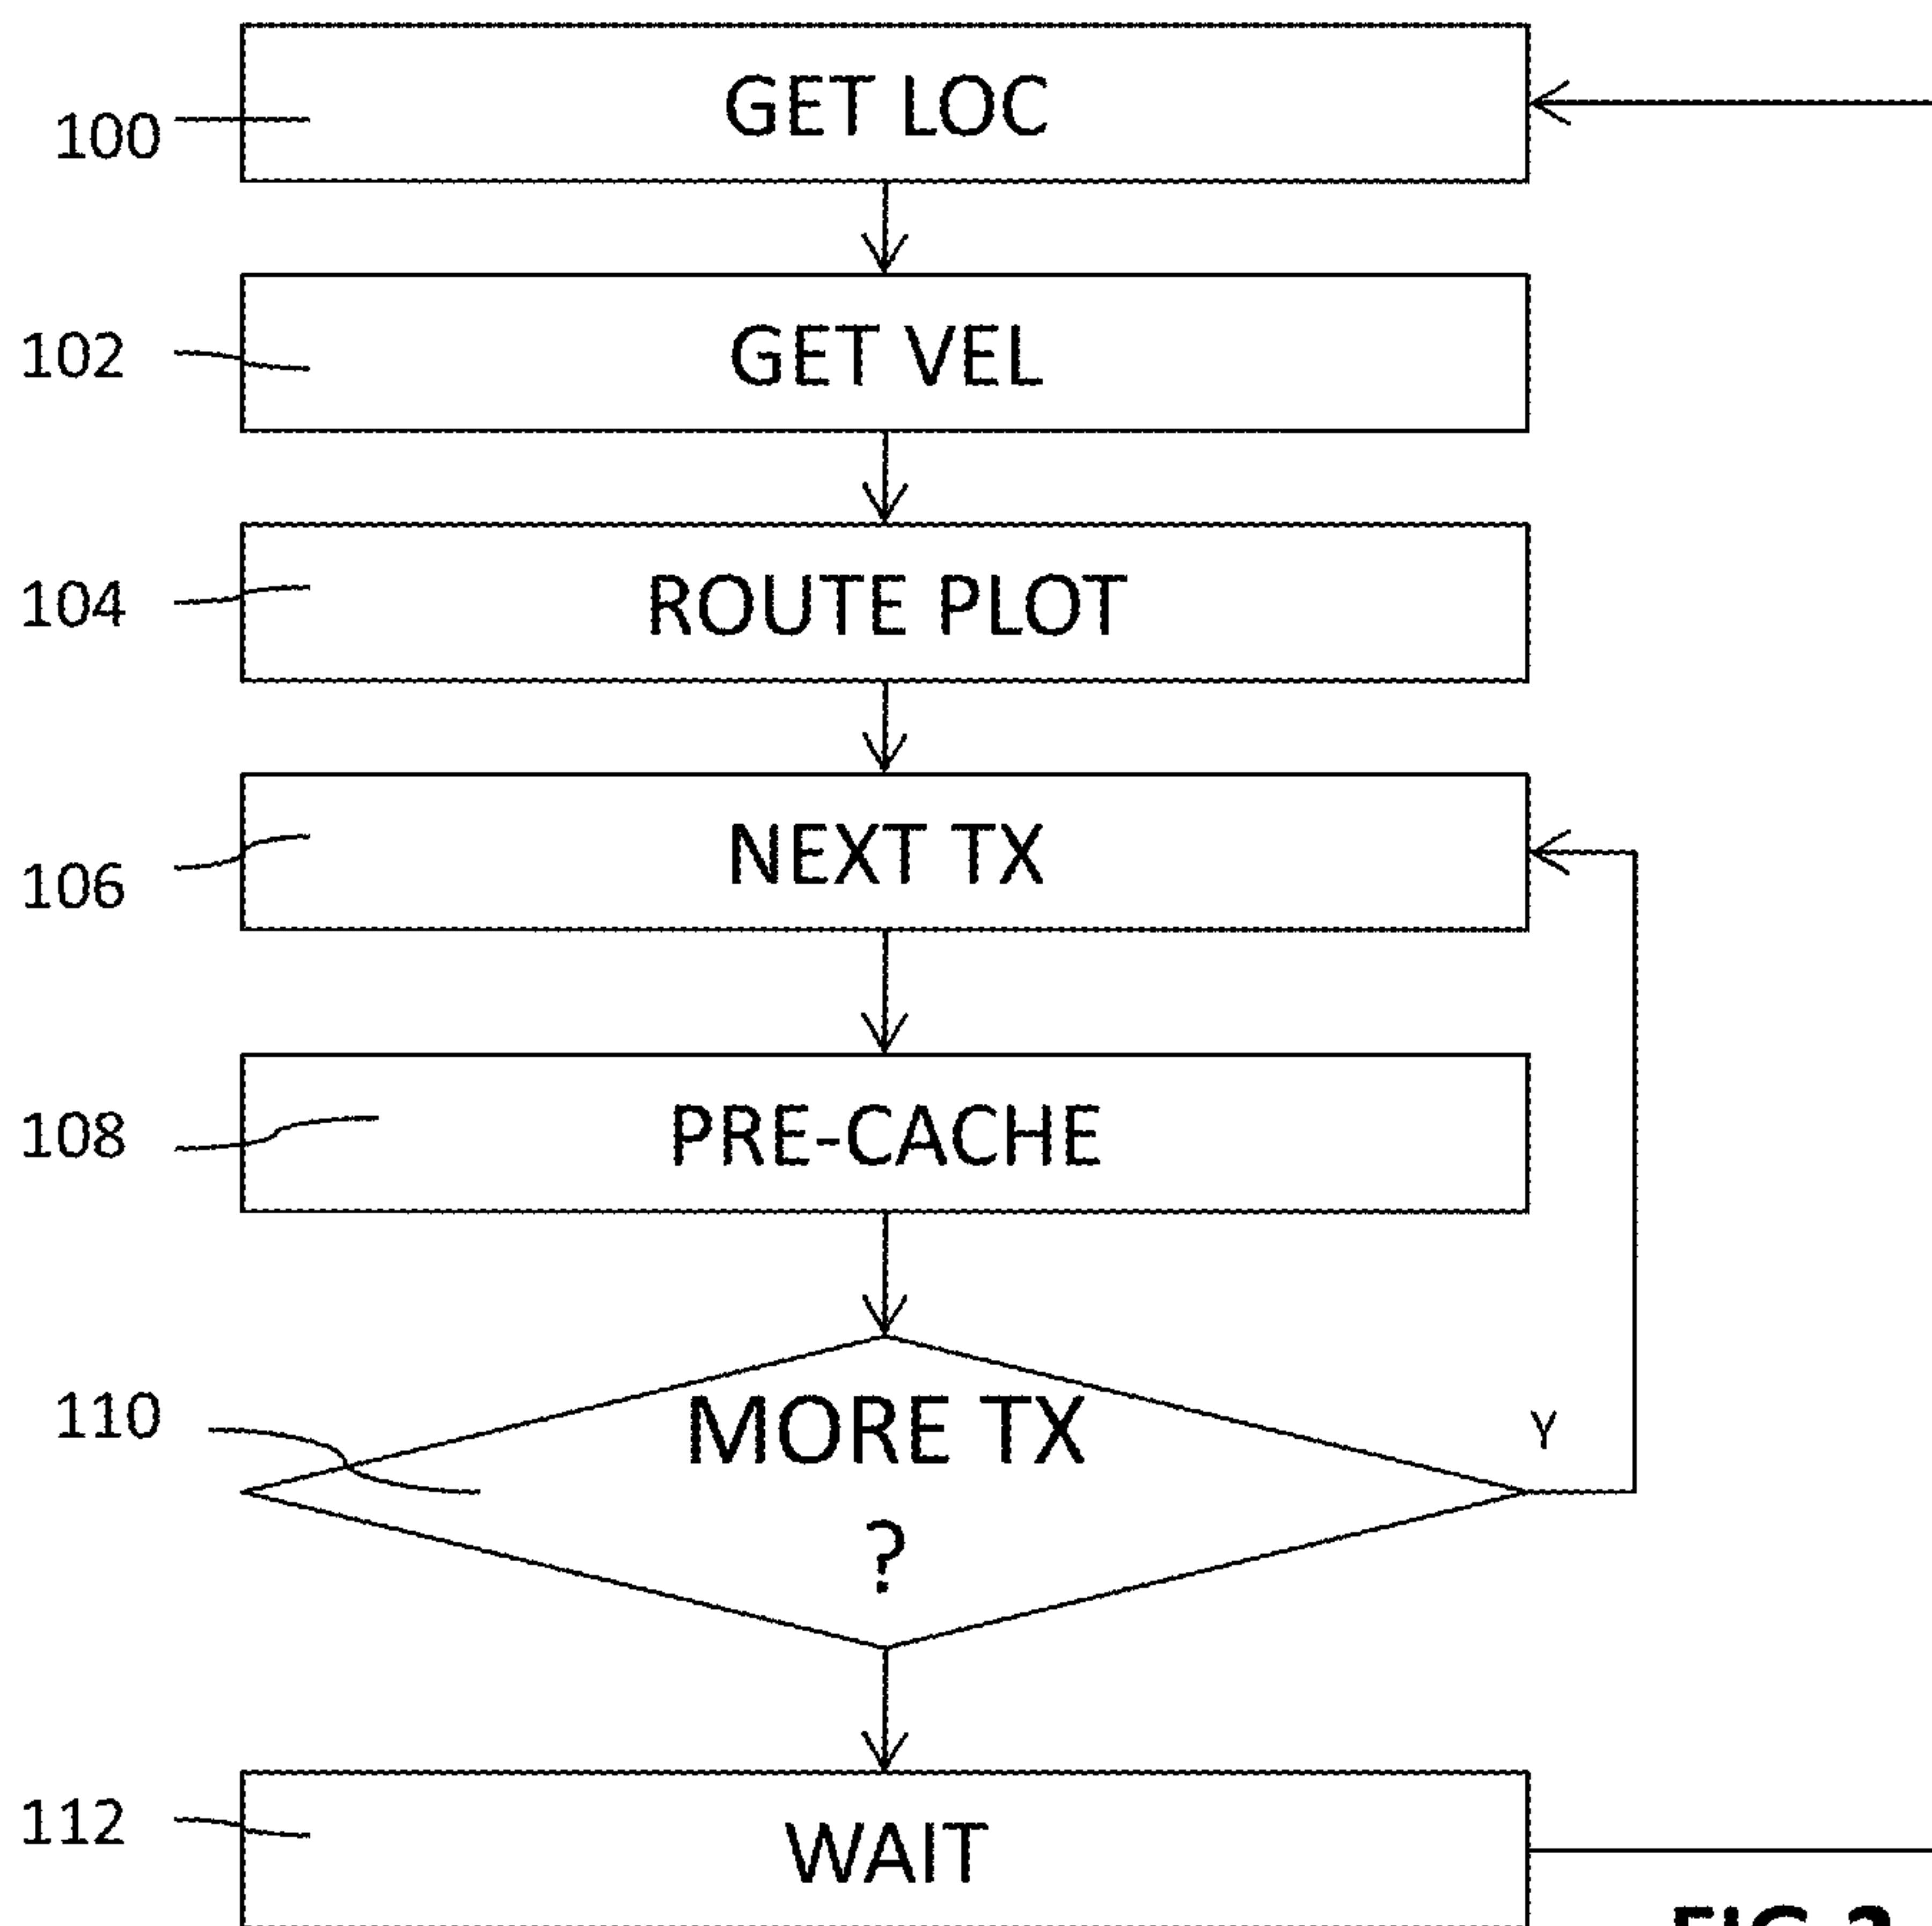 100 GET LOC
102 GET VEL
104 ROUTE PLOT
106 NEXT TX
108 PRE-CACHE
110 MORE TX
?
Y
112 WAIT